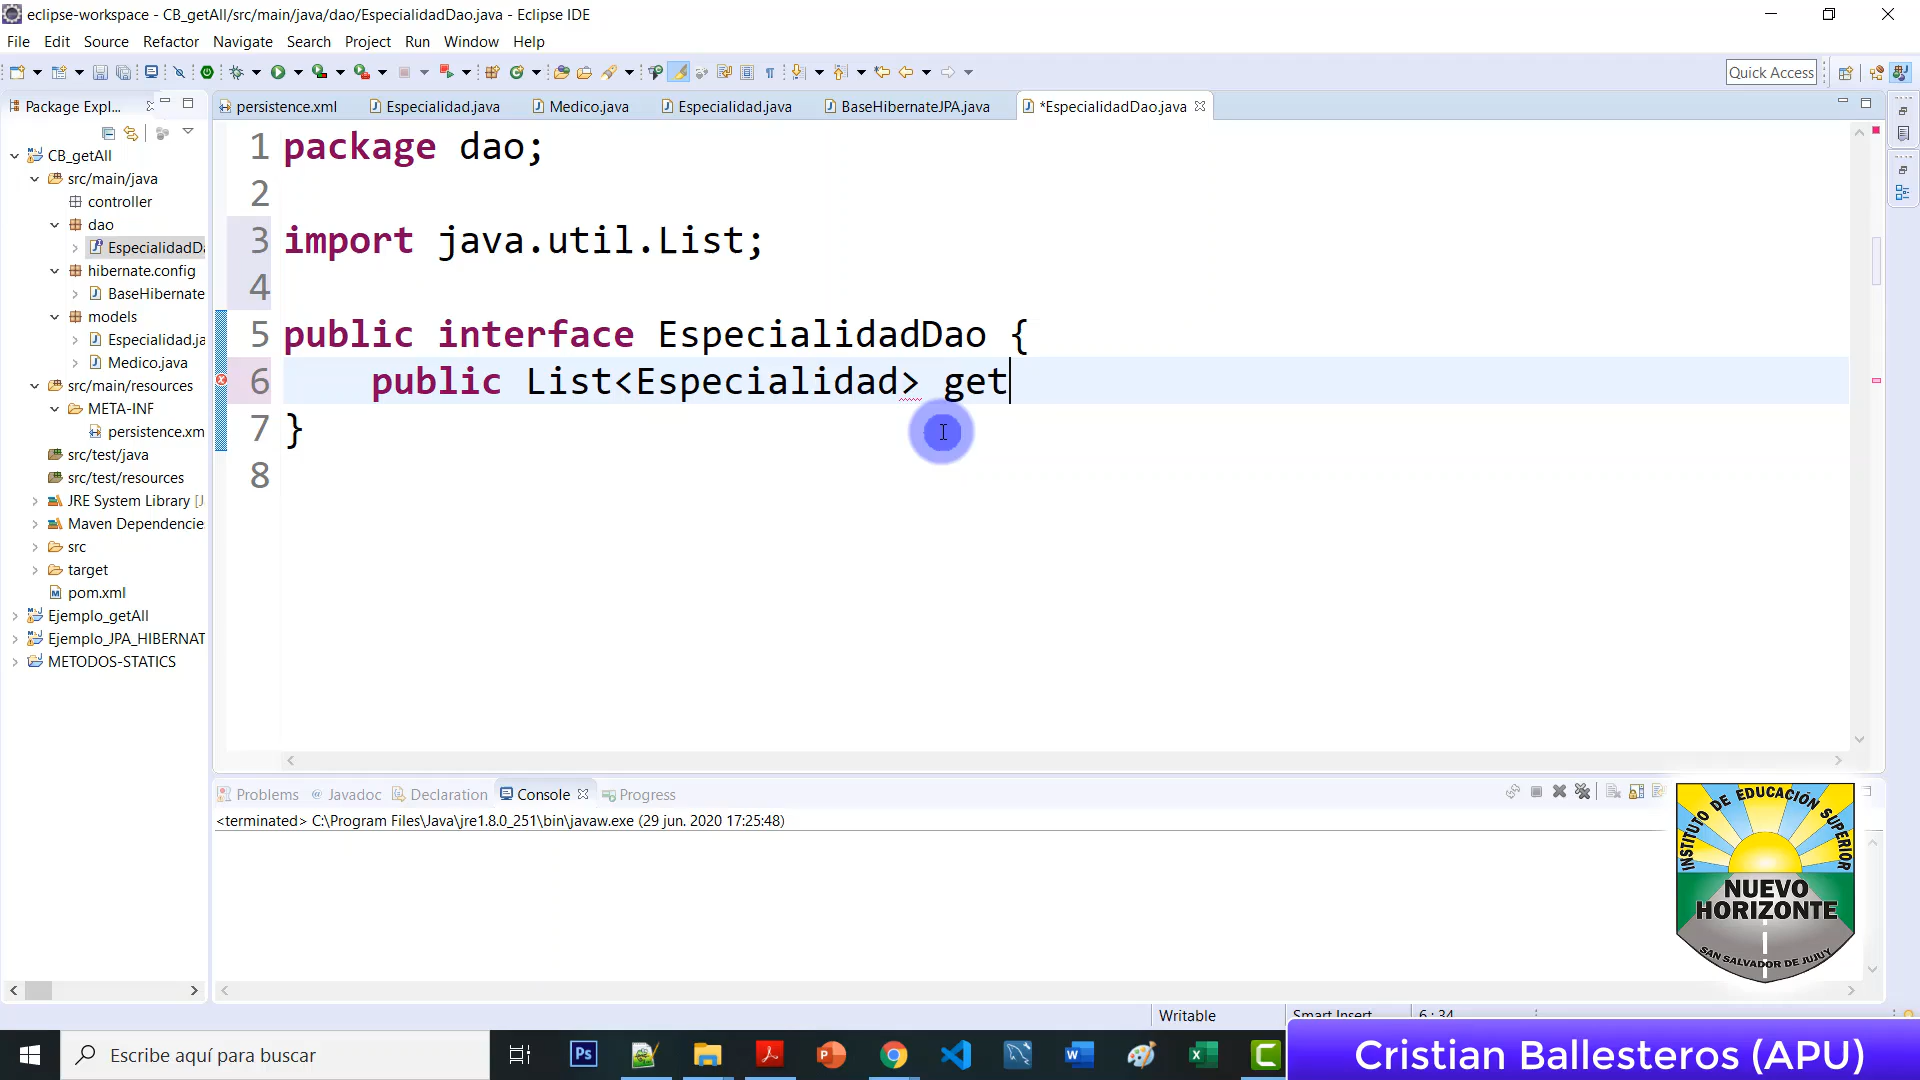 eclipse-workspace - CB_getAll/src/main/java/dao/EspecialidadDao.java - Eclipse IDE
File Edit Source Refactor Navigate Search Project Run Window Help
Quick Access
Package Expl...
persistence.xml Especialidad.java Medico.java Especialidad.java BaseHibernateJPA.java *EspecialidadDao.java
CB_getAll
src/main/java
controller
dao
EspecialidadDa
hibernate.config
BaseHibernate
models
Especialidad.ja
Medico.java
src/main/resources
META-INF
persistence.xm
src/test/java
src/test/resources
JRE System Library [J
Maven Dependencie
src
target
pom.xml
Ejemplo_getAll
Ejemplo_JPA_HIBERNAT
METODOS-STATICS
1 package dao;
2
3 import java.util.List;
4
5 public interface EspecialidadDao {
6 public List<Especialidad> get
7 }
8
Problems Javadoc Declaration Console Progress
<terminated> C:\Program Files\Java\jre1.8.0_251\bin\javaw.exe (29 jun. 2020 17:25:48)
INSTITUTO DE EDUCACIÓN SUPERIOR
NUEVO
HORIZONTE
SAN SALVADOR DE JUJUY
Writable Smart Insert 6 : 34
Escribe aquí para buscar
Cristian Ballesteros (APU)